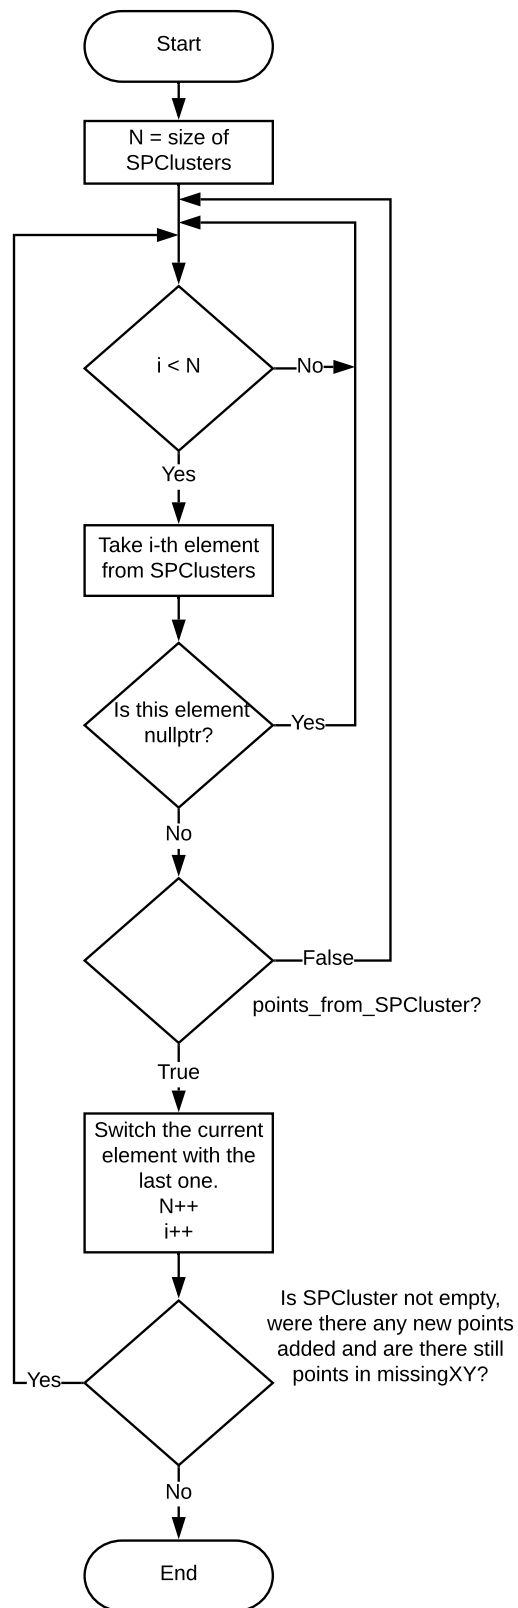 Start
N = size of
SPClusters
i < N
No
Yes
Take i-th element
from SPClusters
Is this element
nullptr?
Yes
No
False
points_from_SPCluster?
True
Switch the current
element with the
last one.
N++
i++
Is SPCluster not empty,
were there any new points
added and are there still
points in missingXY?
Yes
No
End